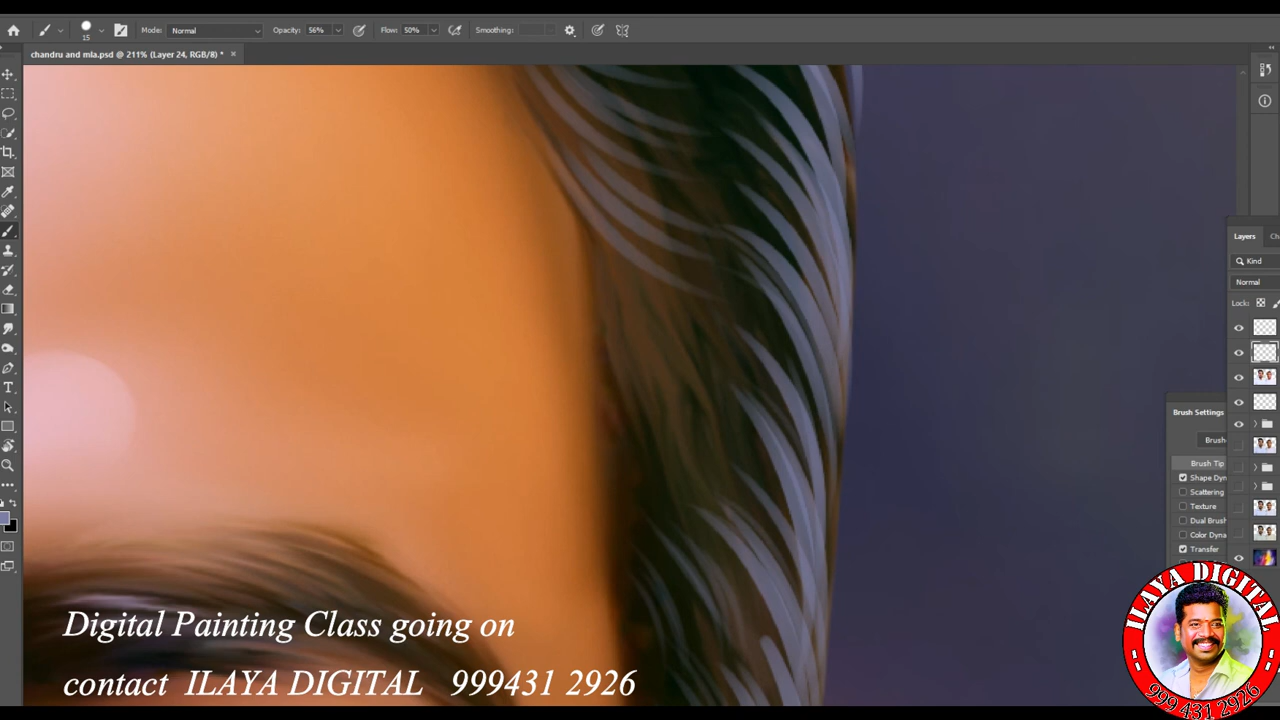 15 Mode: Normal Opacity: 56% Flow: 50% Smoothing:
chandru and mla.psd @ 211% (Layer 24, RGB/8) * ×
Layers
Kind
Normal
Lock:
Brush Settings
Brush Tip
Shape Dyn
Scattering
Texture
Dual Brush
Color Dyna
Transfer
Digital Painting Class going on
contact ILAYA DIGITAL 999431 2926
ILAYA DIGITAL
999 431 2926